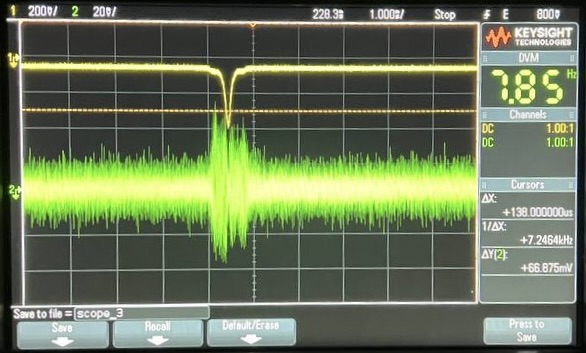 1 200V/ 2 20V/ 228.3s 1.000s/ Stop E 800V
KEYSIGHT
TECHNOLOGIES
DVM
7.85 Hz
Channels
DC 1.00:1
DC 1.00:1
Cursors
ΔX:
+138.000000us
1/ΔX:
+7.2464kHz
ΔY(2):
+66.875mV
Save to file = scope_3
Save Recall Default/Erase Press to
Save